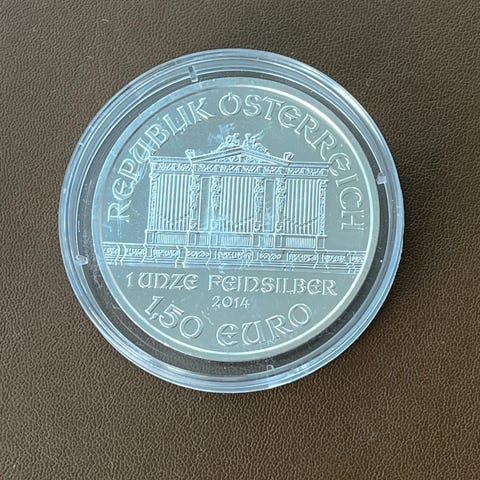 REPUBLIK ÖSTERREICH
1 UNZE FEINSILBER
2014
1,50 EURO